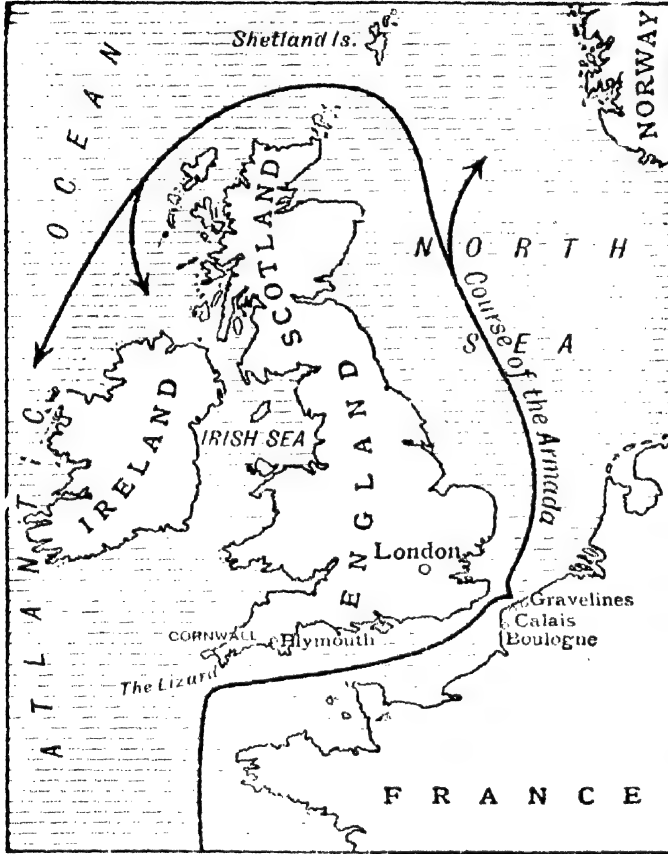 Shetland Is.
NORWAY
ATLANTIC OCEAN
SCOTLAND
NORTH
SEA
Course of the Armada
IRELAND
IRISH SEA
ENGLAND
London
Gravelines
Calais
Boulogne
CORNWALL
Plymouth
The Lizard
FRANCE